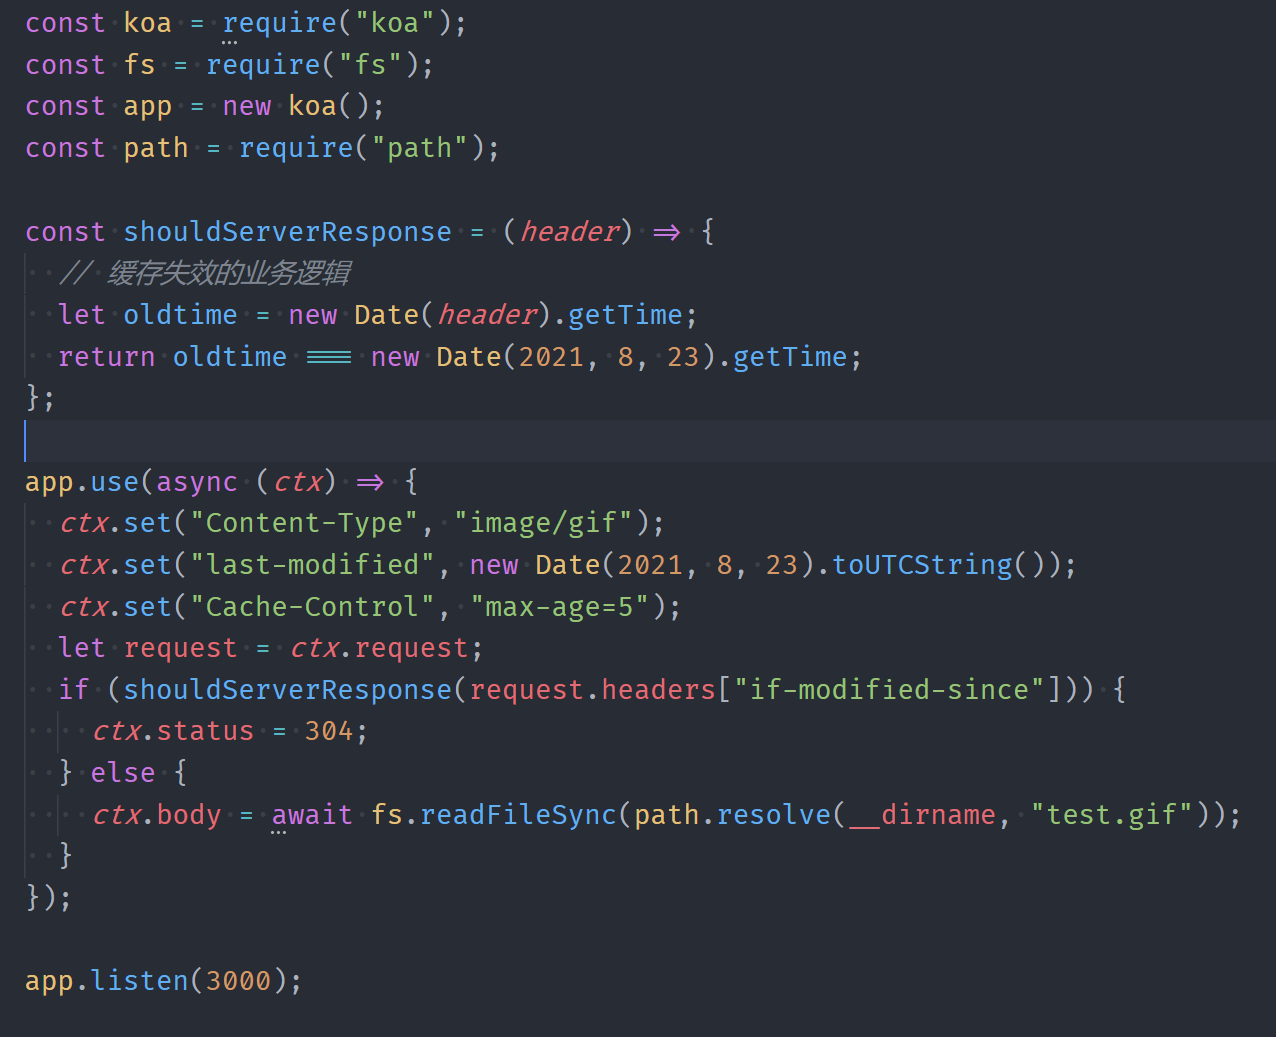 const koa = require("koa");
const fs = require("fs");
const app = new koa();
const path = require("path");

const shouldServerResponse = (header) => {
  // 缓存失效的业务逻辑
  let oldtime = new Date(header).getTime;
  return oldtime === new Date(2021, 8, 23).getTime;
};

app.use(async (ctx) => {
  ctx.set("Content-Type", "image/gif");
  ctx.set("last-modified", new Date(2021, 8, 23).toUTCString());
  ctx.set("Cache-Control", "max-age=5");
  let request = ctx.request;
  if (shouldServerResponse(request.headers["if-modified-since"])) {
    ctx.status = 304;
  } else {
    ctx.body = await fs.readFileSync(path.resolve(__dirname, "test.gif"));
  }
});

app.listen(3000);